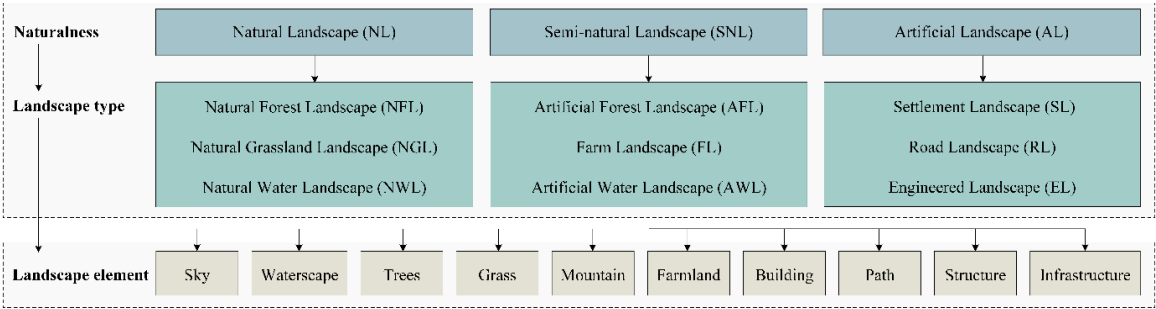 Naturalness
Natural Landscape (NL)
Semi-natural Landscape (SNL)
Artificial Landscape (AL)
Landscape type
Natural Forest Landscape (NFL)
Natural Grassland Landscape (NGL)
Natural Water Landscape (NWL)
Artificial Forest Landscape (AFL)
Farm Landscape (FL)
Artificial Water Landscape (AWL)
Settlement Landscape (SL)
Road Landscape (RL)
Engineered Landscape (EL)
Landscape element
Sky
Waterscape
Trees
Grass
Mountain
Farmland
Building
Path
Structure
Infrastructure